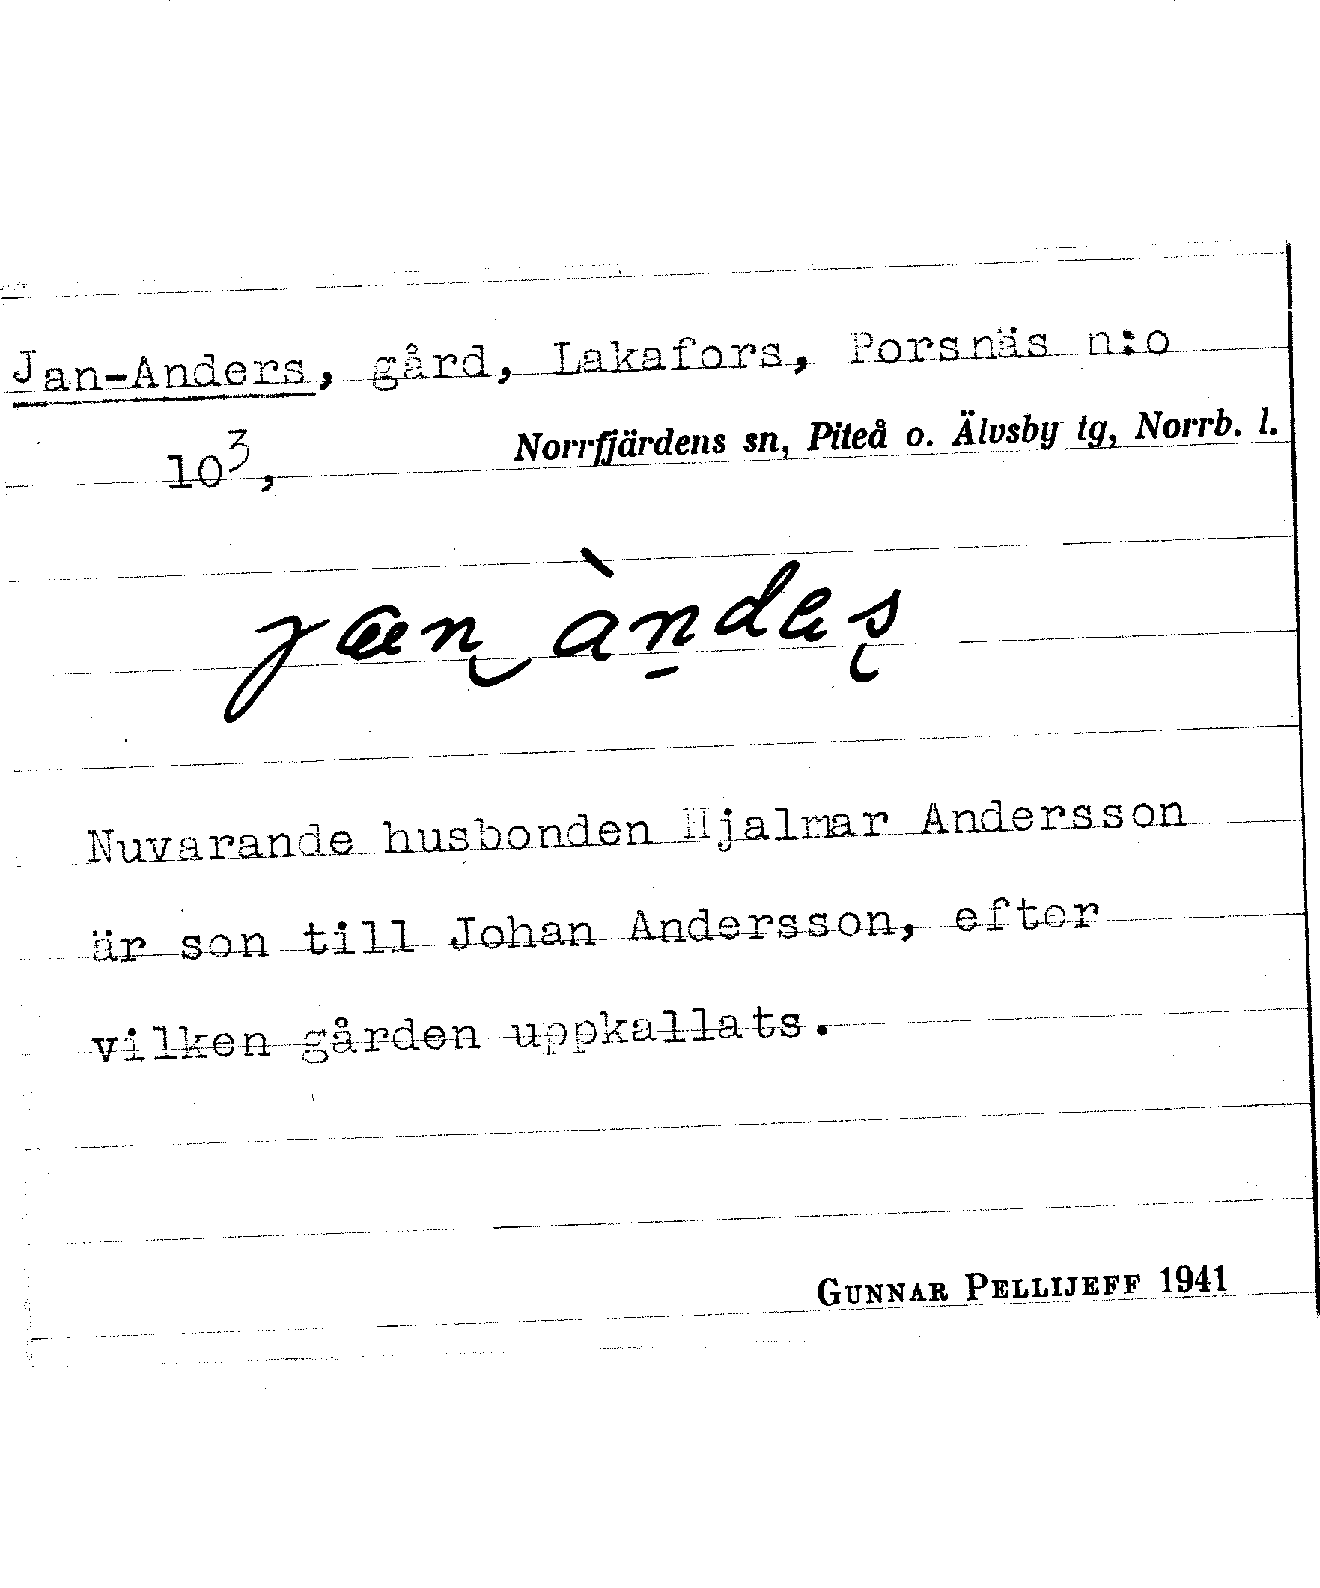 Jan-Anders, gård, Lakafors, Porsnäs n:o
10³, Norrfjärdens sn, Piteå o. Älvsby tg, Norrb. l.
Nuvarande husbonden Hjalmar Andersson
är son till Johan Andersson, efter
vilken gården uppkallats.
GUNNAR PELLIJEFF 1941